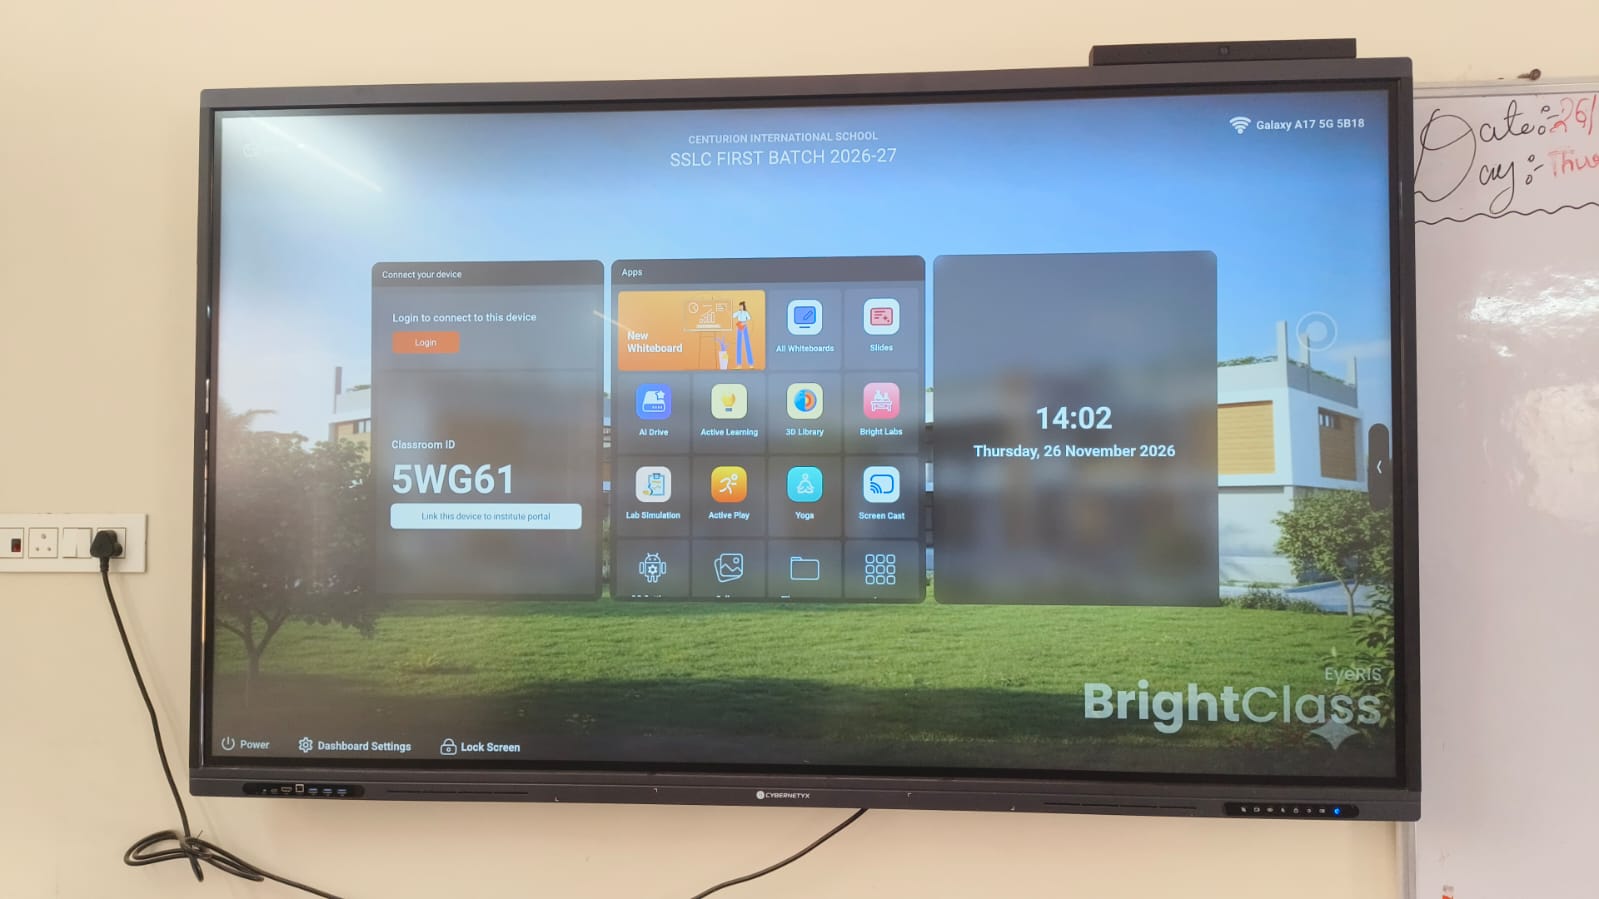 CENTURION INTERNATIONAL SCHOOL
SSLC FIRST BATCH 2026-27
Galaxy A17 5G 5B18
Connect your device
Login to connect to this device
Login
Classroom ID
5WG61
Link this device to institute portal
Apps
New
Whiteboard
All Whiteboards
Slides
AI Drive
Active Learning
3D Library
Bright Labs
Lab Simulation
Active Play
Yoga
Screen Cast
14:02
Thursday, 26 November 2026
EyeRIS
BrightClass
Power
Dashboard Settings
Lock Screen
CYBERNETYX
Date:- 26/
Day:- Thu